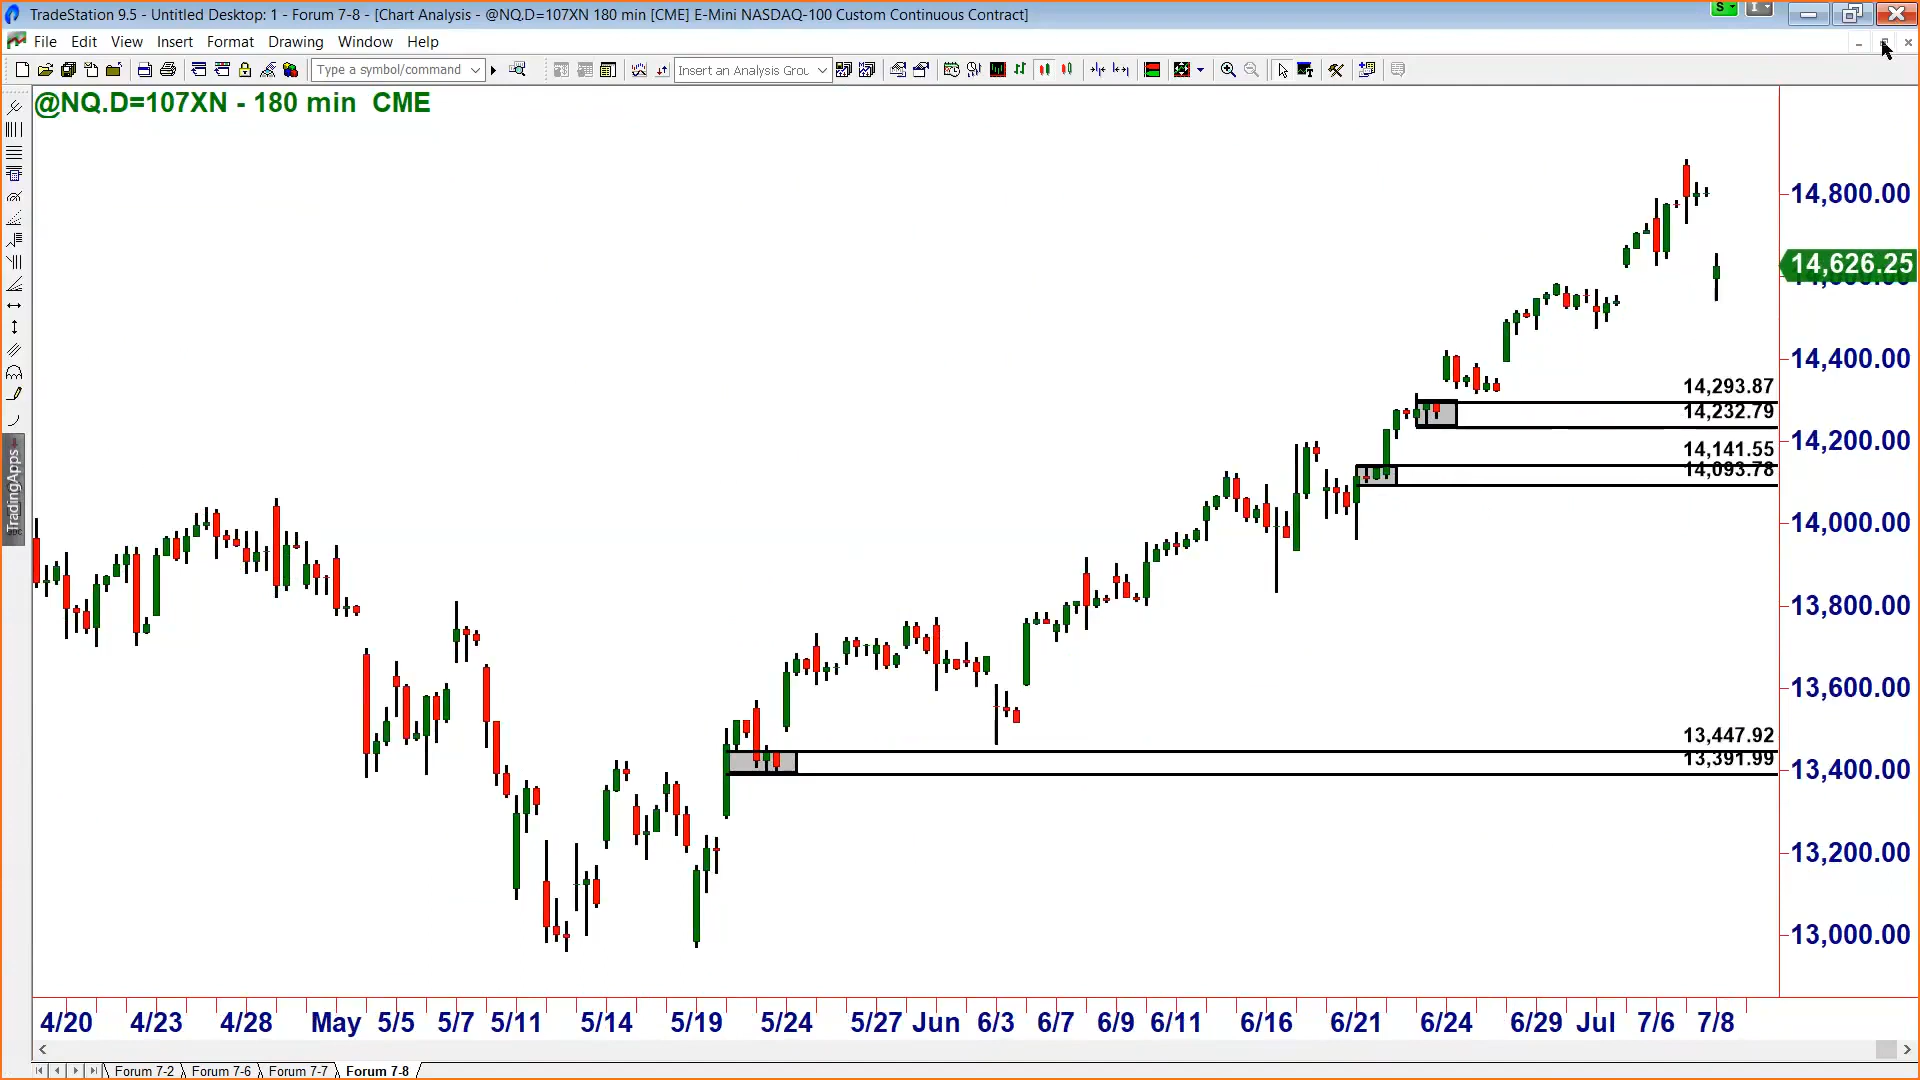 TradeStation 9.5 - Untitled Desktop: 1 - Forum 7-8 - [Chart Analysis - @NQ.D=107XN 180 min [CME] E-Mini NASDAQ-100 Custom Continuous Contract]
S I
File Edit View Insert Format Drawing Window Help
Type a symbol/command Insert an Analysis Grou
@NQ.D=107XN - 180 min CME
TradingApps
14,800.00
14,626.25
14,400.00
14,293.87
14,232.79
14,200.00
14,141.55
14,093.78
14,000.00
13,800.00
13,600.00
13,447.92
13,391.99
13,400.00
13,200.00
13,000.00
4/20 4/23 4/28 May 5/5 5/7 5/11 5/14 5/19 5/24 5/27 Jun 6/3 6/7 6/9 6/11 6/16 6/21 6/24 6/29 Jul 7/6 7/8
Forum 7-2 Forum 7-6 Forum 7-7 Forum 7-8